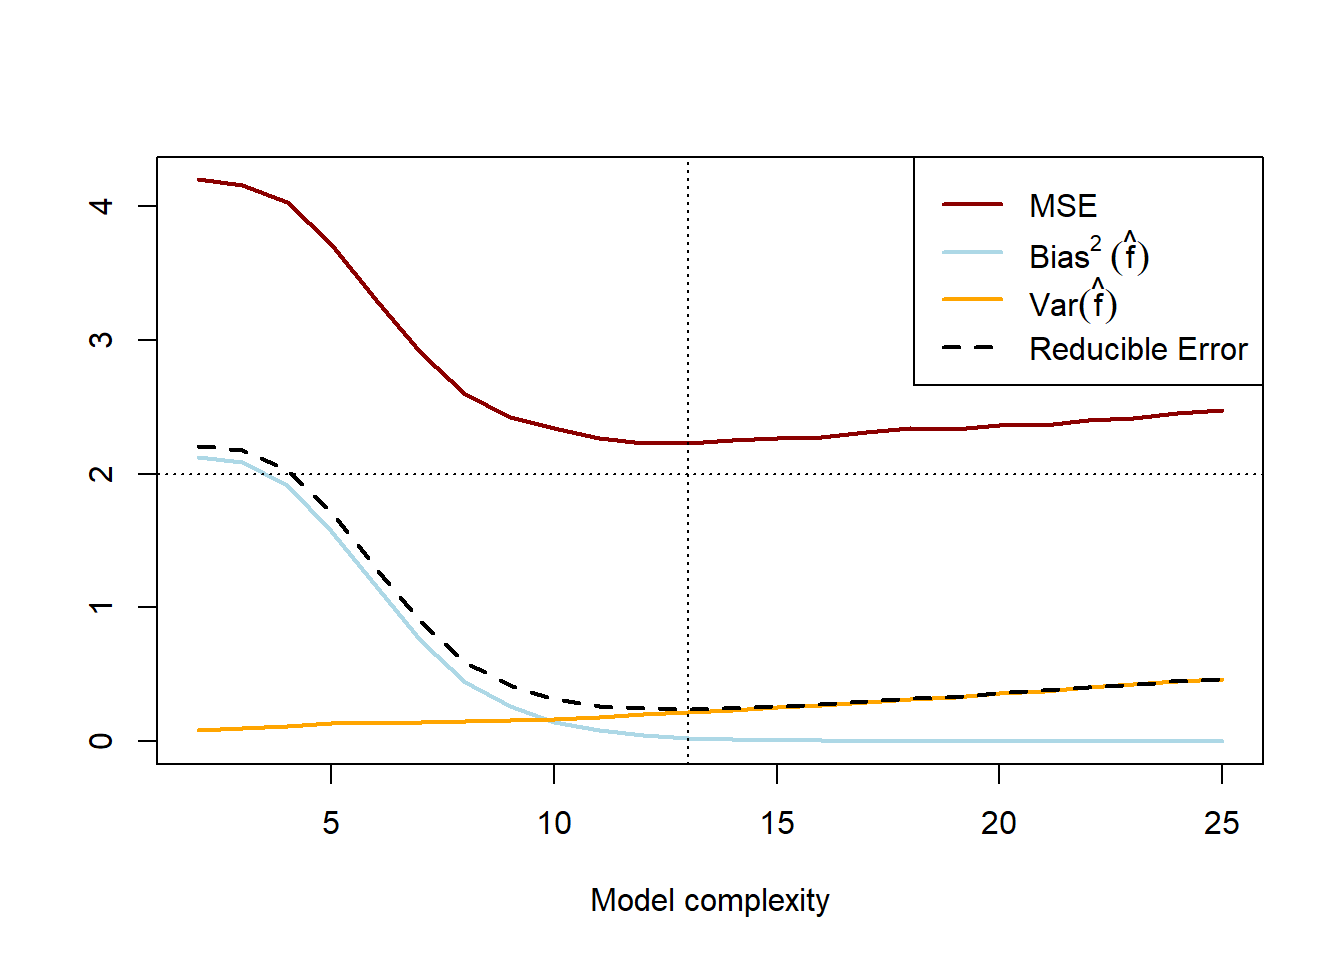 MSE
Bias² (f̂)
Var(f̂)
Reducible Error
4
3
2
1
0
5 10 15 20 25
Model complexity